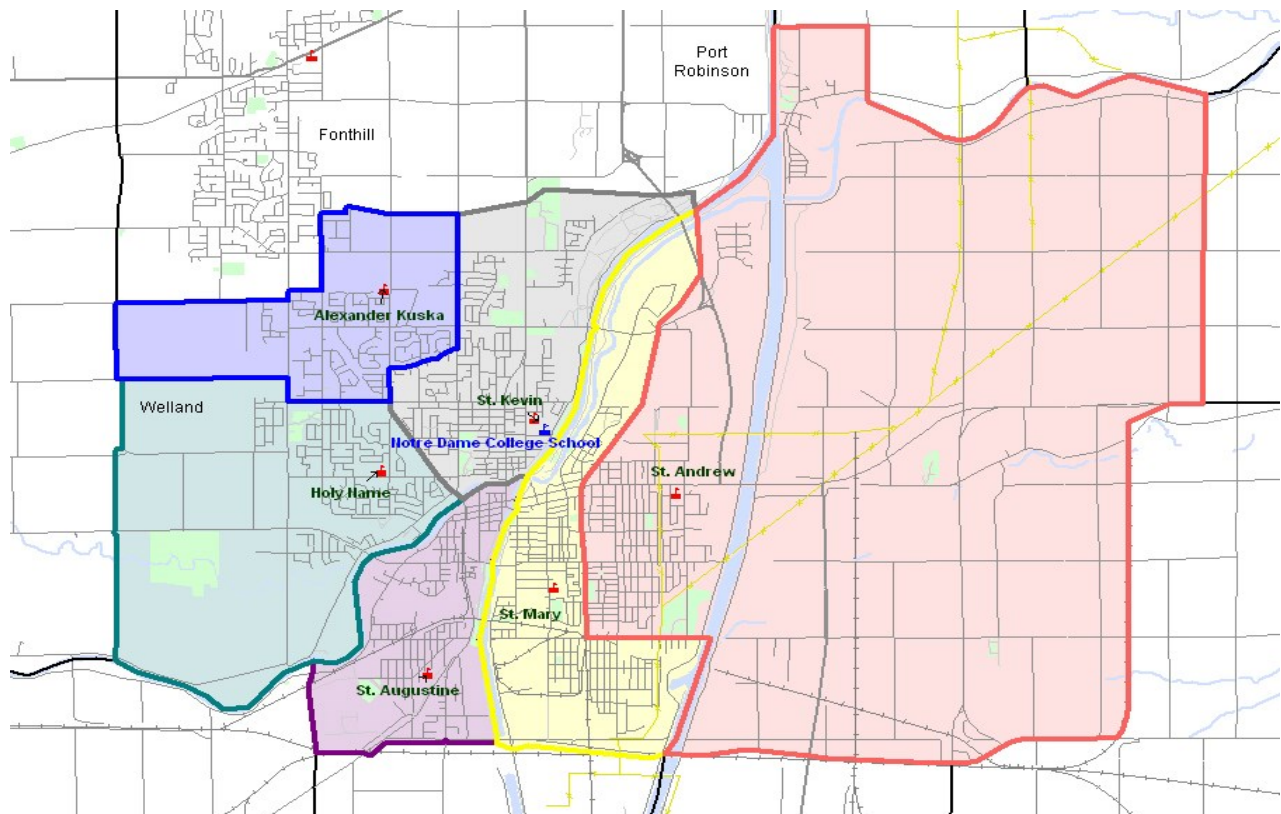 Port
Robinson
Fonthill
Alexander Kuska
Welland
St. Kevin
Notre Dame College School
St. Andrew
Holy Name
St. Mary
St. Augustine